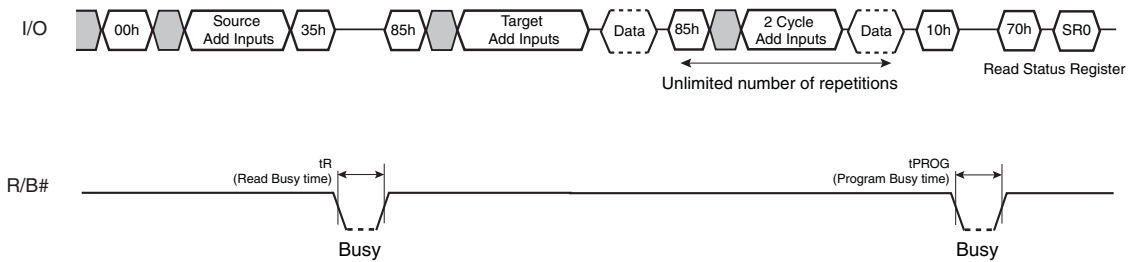 I/O
00h
Source
Add Inputs
35h
85h
Target
Add Inputs
Data
85h
2 Cycle
Add Inputs
Data
10h
70h
SR0
Unlimited number of repetitions
Read Status Register
R/B#
tR
(Read Busy time)
Busy
tPROG
(Program Busy time)
Busy